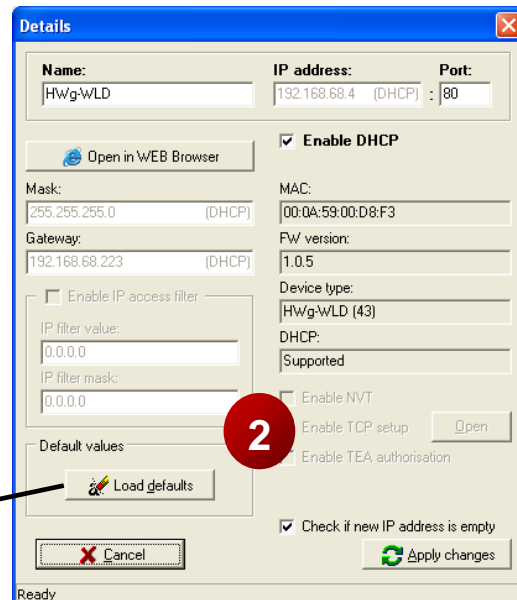 Details
Name: IP address: Port:
HWg-WLD 192.168.68.4 (DHCP) : 80
Open in WEB Browser
Enable DHCP
Mask:
255.255.255.0 (DHCP)
MAC:
00:0A:59:00:D8:F3
Gateway:
192.168.68.223 (DHCP)
FW version:
1.0.5
Enable IP access filter
IP filter value:
0.0.0.0
IP filter mask:
0.0.0.0
Device type:
HWg-WLD (43)
DHCP:
Supported
Enable NVT
2
Enable TCP setup Open
Enable TEA authorisation
Default values
Load defaults
Check if new IP address is empty
Cancel
Apply changes
Ready